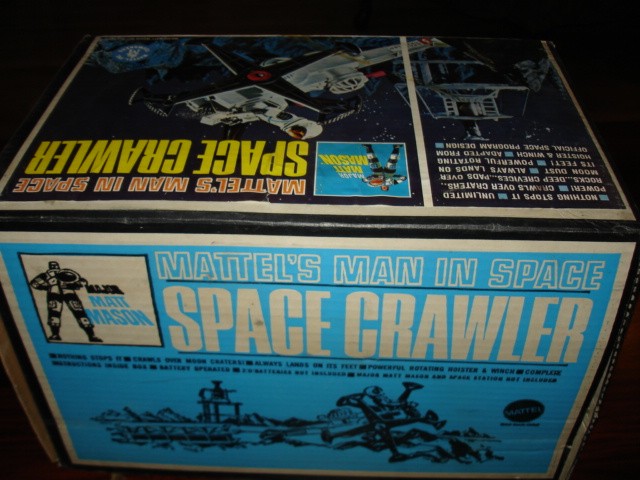 MATTEL'S MAN IN SPACE
SPACE CRAWLER
MAJOR
MATT
MASON
NOTHING STOPS IT ■ UNLIMITED
POWER! ■ CRAWLS OVER CRATERS..
ROCKS...DEEP CREVICES...PADS OVER
MOON DUST ■ ALWAYS LANDS ON
ITS FEET! ■ POWERFUL ROTATING
HOISTER & WINCH ■ ADAPTED FROM
OFFICIAL SPACE PROGRAM DESIGN ■
MAJOR
MATT
MASON
MATTEL'S MAN IN SPACE
SPACE CRAWLER
■ NOTHING STOPS IT ■ CRAWLS OVER MOON CRATERS! ■ ALWAYS LANDS ON ITS FEET ■ POWERFUL ROTATING HOISTER & WINCH ■ COMPLETE
INSTRUCTIONS INSIDE BOX ■ BATTERY OPERATED ■ BATTERIES NOT INCLUDED ■ MAJOR MATT MASON AND SPACE STATION NOT INCLUDED
MATTEL